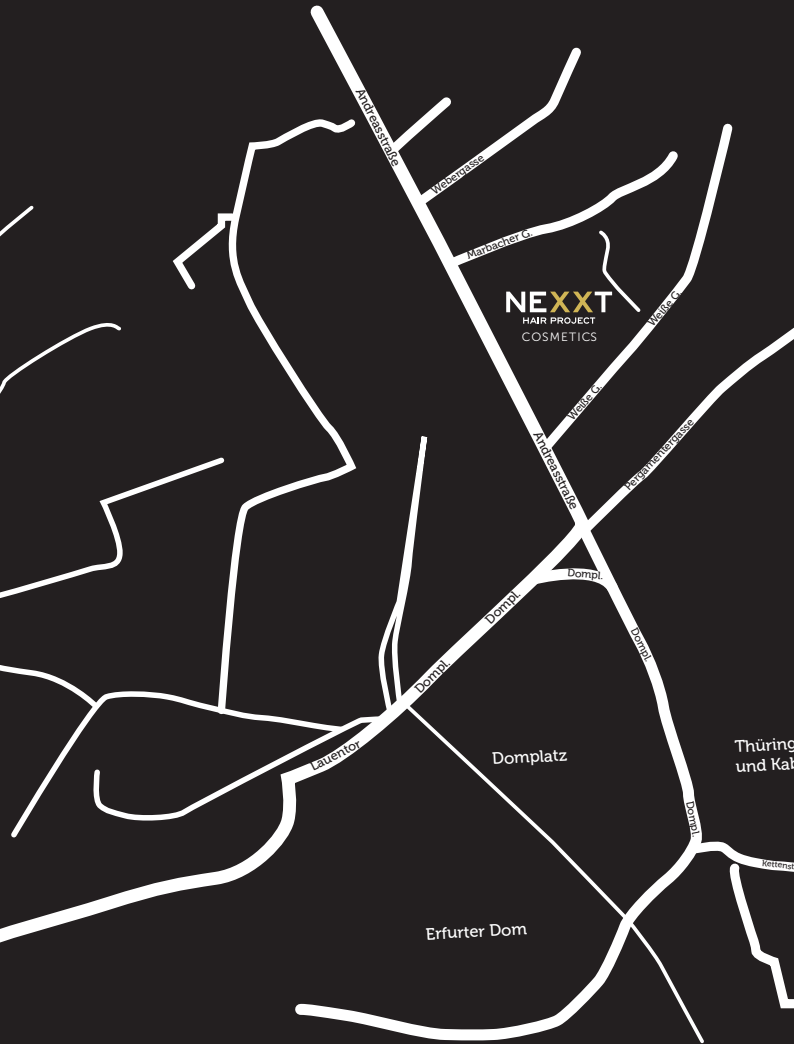 Andreasstraße
Webergasse
Marbacher G.
NEXXT
HAIR PROJECT
COSMETICS
Weiße G.
Weiße G.
Andreasstraße
Pergamentergasse
Dompl.
Dompl.
Dompl.
Dompl.
Lauentor
Domplatz
Thüring
und Kab
Dompl.
Kettenst
Erfurter Dom